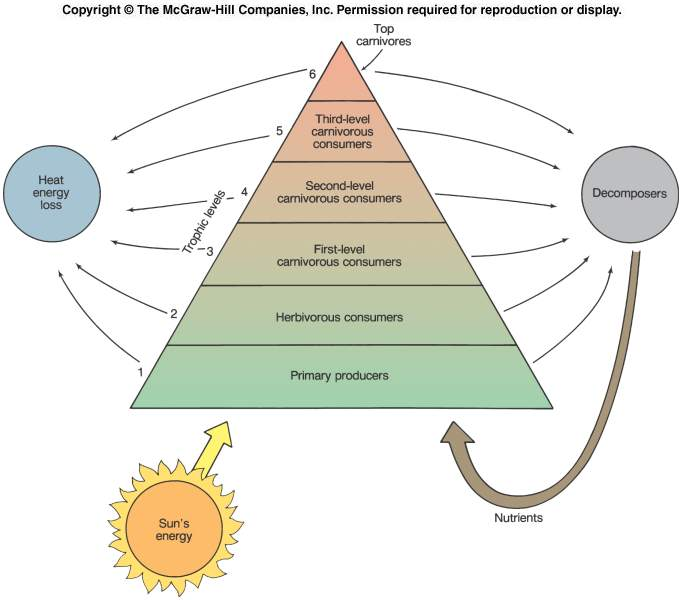 Copyright © The McGraw-Hill Companies, Inc. Permission required for reproduction or display.
Top
carnivores
6
Third-level
carnivorous
consumers
5
Heat
energy
loss
Second-level
carnivorous consumers
4
Decomposers
Trophic levels
First-level
carnivorous consumers
3
Herbivorous consumers
2
Primary producers
1
Sun's
energy
Nutrients